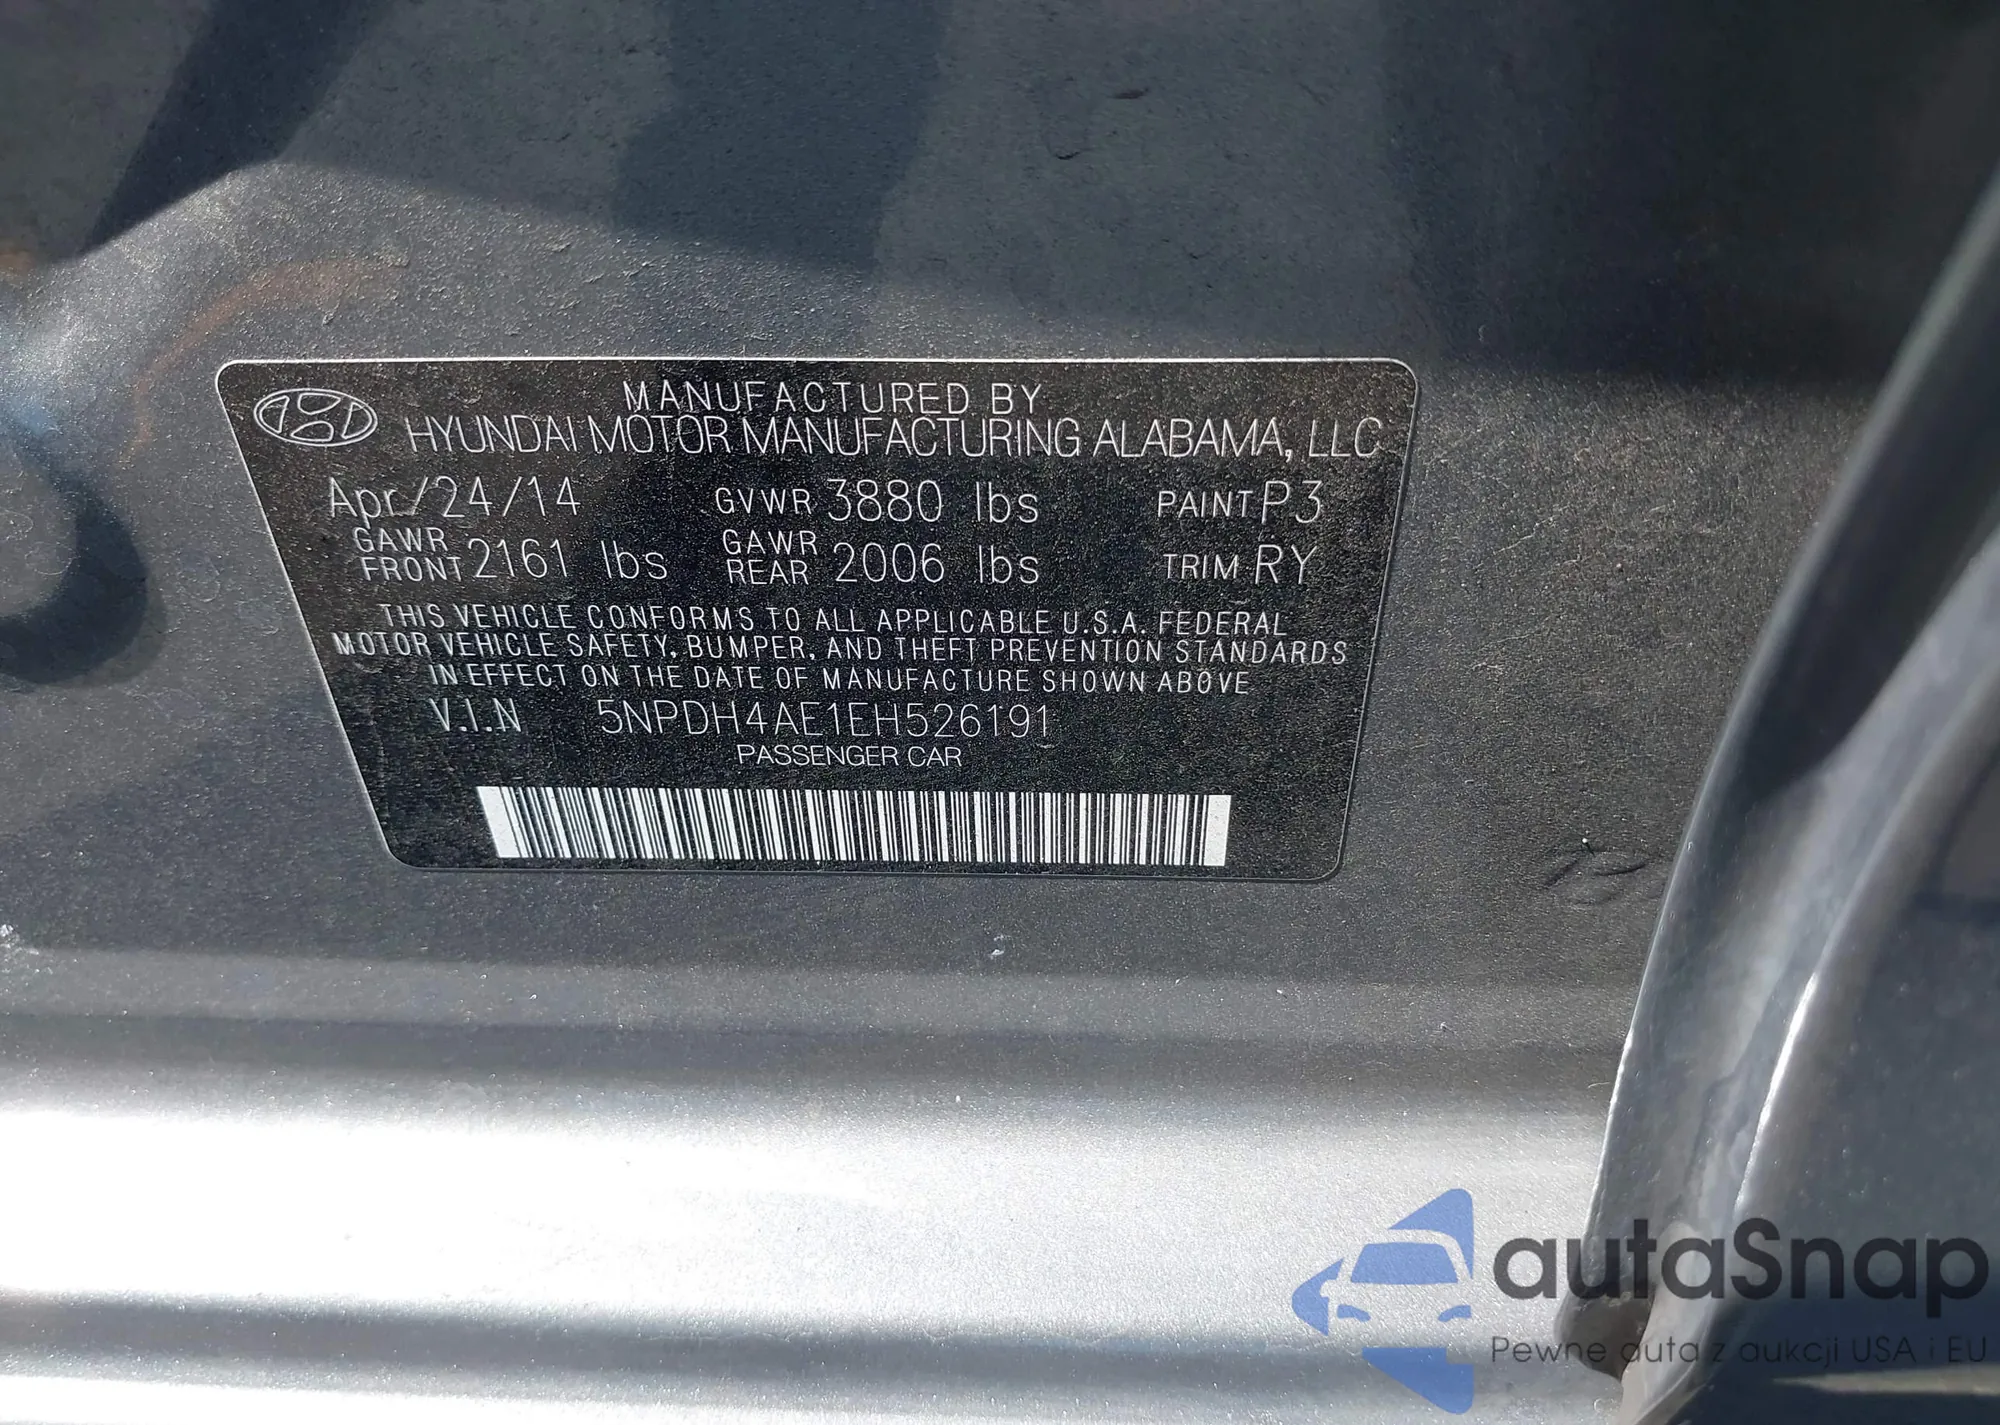 MANUFACTURED BY
HYUNDAI MOTOR MANUFACTURING ALABAMA, LLC
Apr/24/14 GVWR 3880 lbs PAINT P3
GAWR FRONT 2161 lbs GAWR REAR 2006 lbs TRIM RY
THIS VEHICLE CONFORMS TO ALL APPLICABLE U.S.A. FEDERAL
MOTOR VEHICLE SAFETY, BUMPER, AND THEFT PREVENTION STANDARDS
IN EFFECT ON THE DATE OF MANUFACTURE SHOWN ABOVE
V.I.N 5NPDH4AE1EH526191
PASSENGER CAR
autaSnap
Pewne auta z aukcji USA i EU